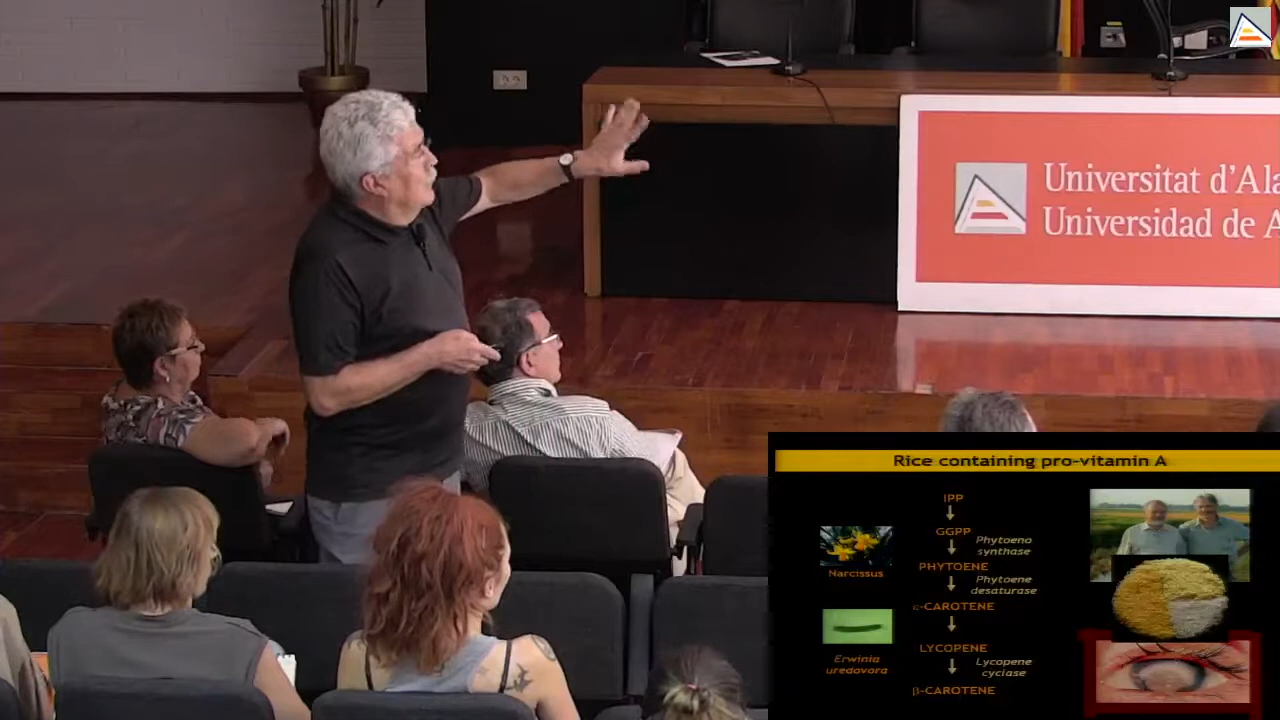 Universitat d'Ala
Universidad de A
Rice containing pro-vitamin A
IPP
GGPP
Phytoeno
synthase
Narcissus
PHYTOENE
Phytoene
desaturase
ε-CAROTENE
LYCOPENE
Erwinia
uredovora
Lycopene
cyclase
β-CAROTENE